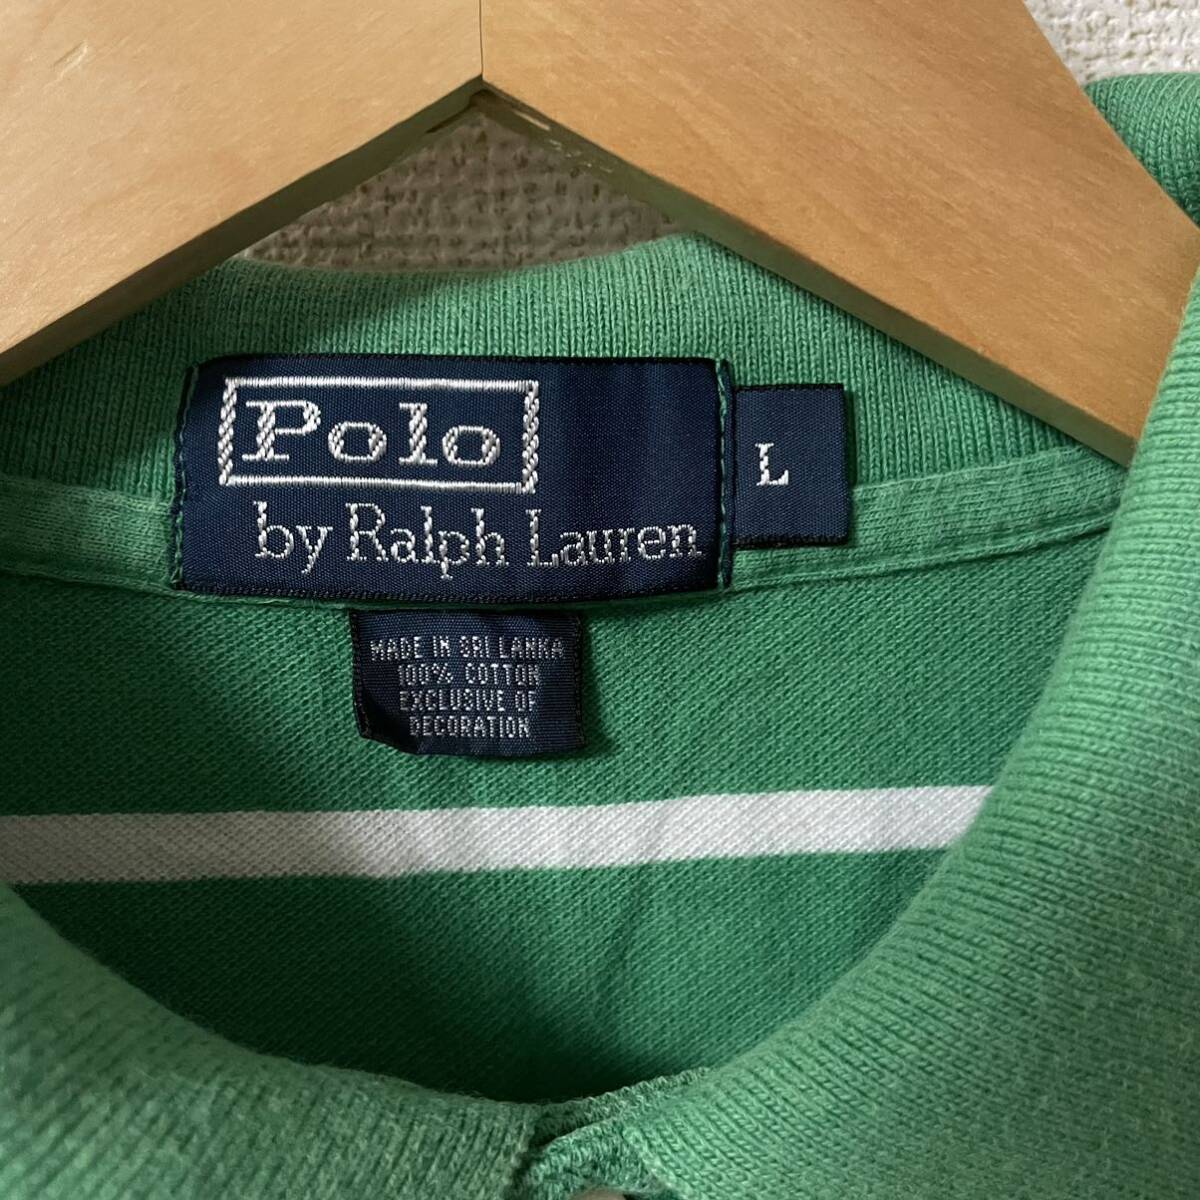 Polo
by Ralph Lauren
L
MADE IN SRI LANKA
100% COTTON
EXCLUSIVE OF
DECORATION